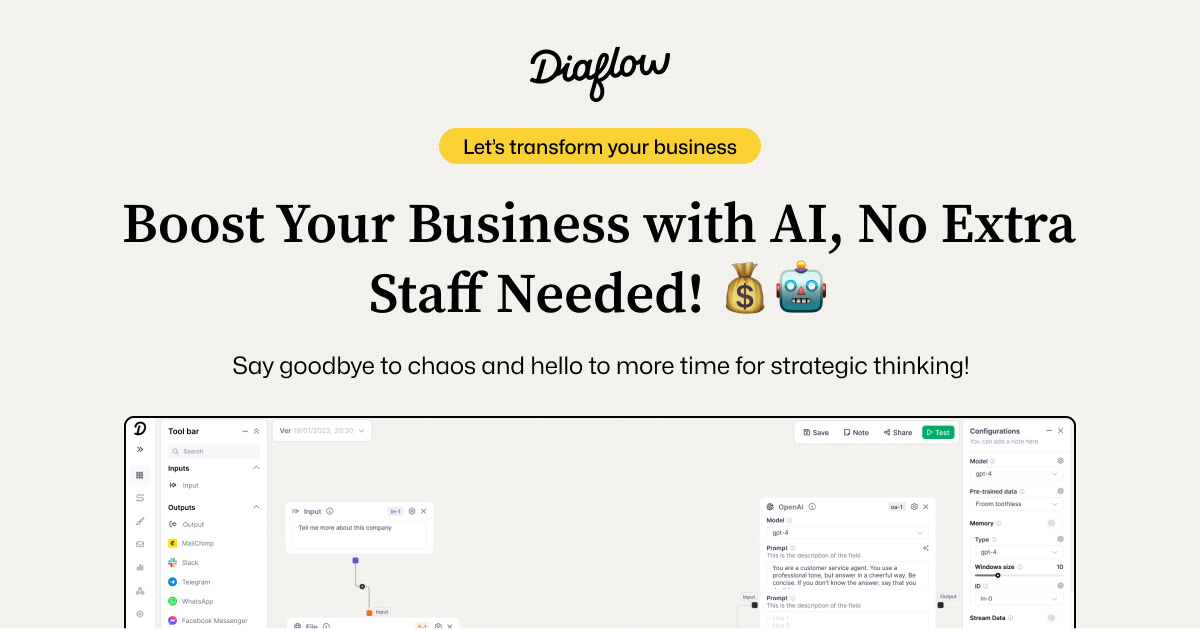 Diaflow
Let's transform your business
Boost Your Business with AI, No Extra
Staff Needed!
Say goodbye to chaos and hello to more time for strategic thinking!
Tool bar
Search
Inputs
Input
Outputs
Output
MailChimp
Slack
Telegram
WhatsApp
Facebook Messenger
Ver 19/01/2023, 20:30
Save Note Share Test
Input in-1
Tell me more about this company
Input
File fl-1
OpenAI oa-1
Model
gpt-4
Prompt
This is the description of the field
You are a customer service agent. You use a
professional tone, but answer in a cheerful way. Be
concise. If you don't know the answer, say that you
Prompt
This is the description of the field
Line 1
Line 2
Input
Output
Configurations
You can add a note here
Model
gpt-4
Pre-trained data
Froom toothless
Memory
Type
gpt-4
Windows size 10
ID
in-0
Stream Data